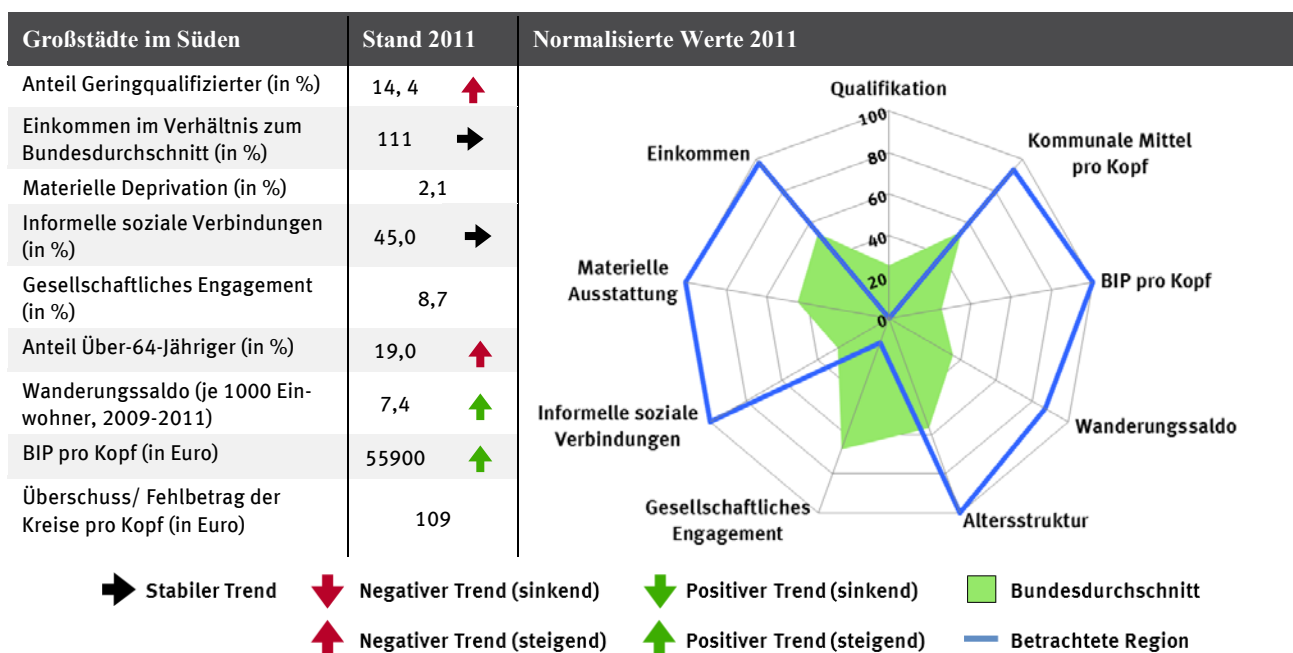 Großstädte im Süden
Stand 2011
Normalisierte Werte 2011
Anteil Geringqualifizierter (in %)
14, 4
Einkommen im Verhältnis zum
Bundesdurchschnitt (in %)
111
Materielle Deprivation (in %)
2,1
Informelle soziale Verbindungen
(in %)
45,0
Gesellschaftliches Engagement
(in %)
8,7
Anteil Über-64-Jähriger (in %)
19,0
Wanderungssaldo (je 1000 Ein-
wohner, 2009-2011)
7,4
BIP pro Kopf (in Euro)
55900
Überschuss/ Fehlbetrag der
Kreise pro Kopf (in Euro)
109
Qualifikation
Kommunale Mittel
pro Kopf
BIP pro Kopf
Wanderungssaldo
Altersstruktur
Gesellschaftliches
Engagement
Informelle soziale
Verbindungen
Materielle
Ausstattung
Einkommen
100
80
60
40
20
0
Stabiler Trend
Negativer Trend (sinkend)
Positiver Trend (sinkend)
Bundesdurchschnitt
Negativer Trend (steigend)
Positiver Trend (steigend)
Betrachtete Region